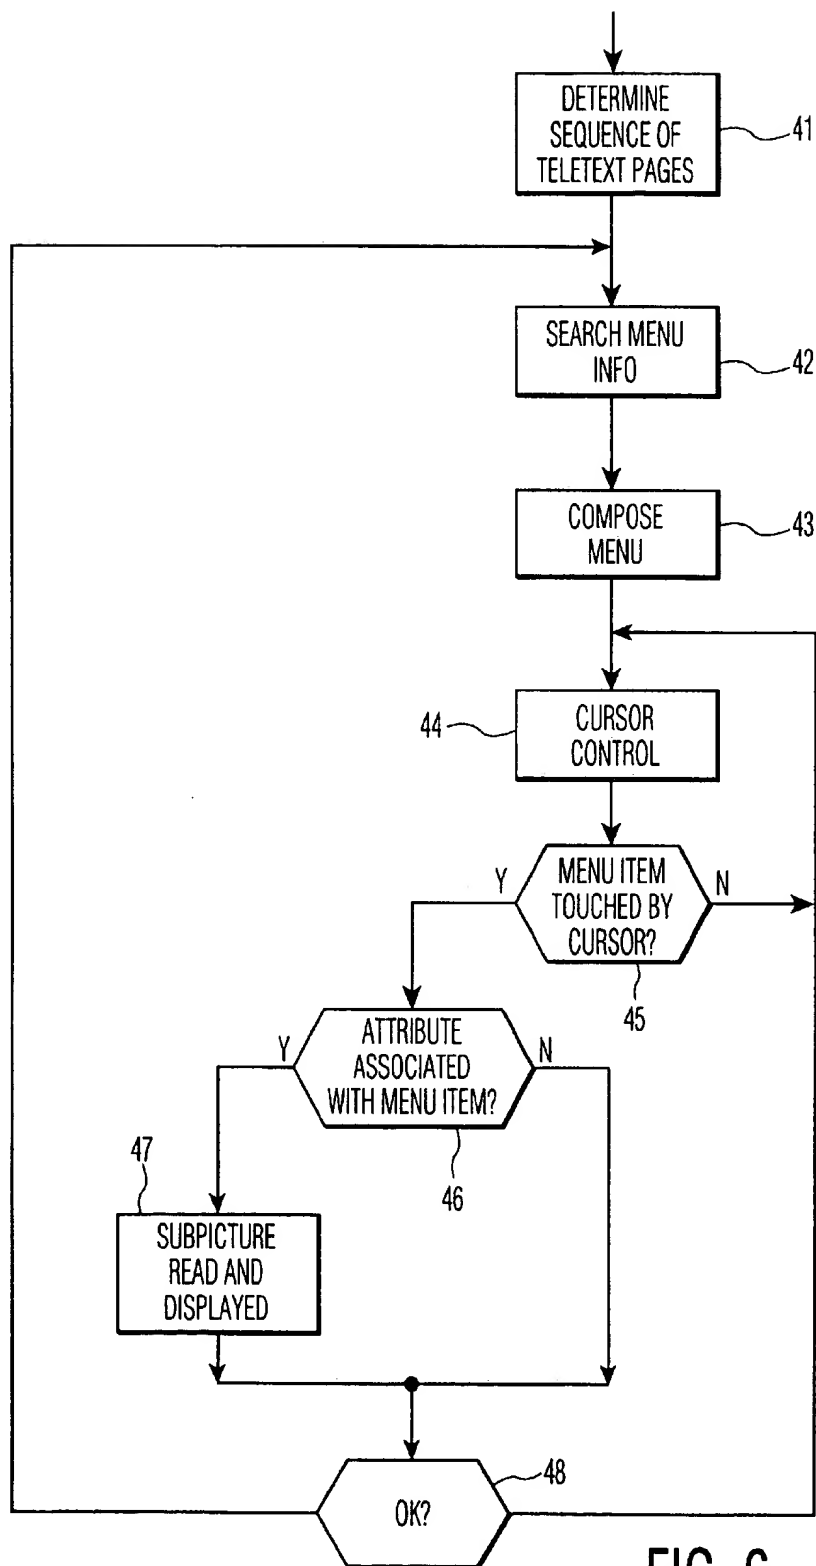 DETERMINE
SEQUENCE OF
TELETEXT PAGES
41
SEARCH MENU
INFO
42
COMPOSE
MENU
43
44
CURSOR
CONTROL
Y
MENU ITEM
TOUCHED BY
CURSOR?
N
45
Y
ATTRIBUTE
ASSOCIATED
WITH MENU ITEM?
N
46
47
SUBPICTURE
READ AND
DISPLAYED
OK?
48
FIG. 6